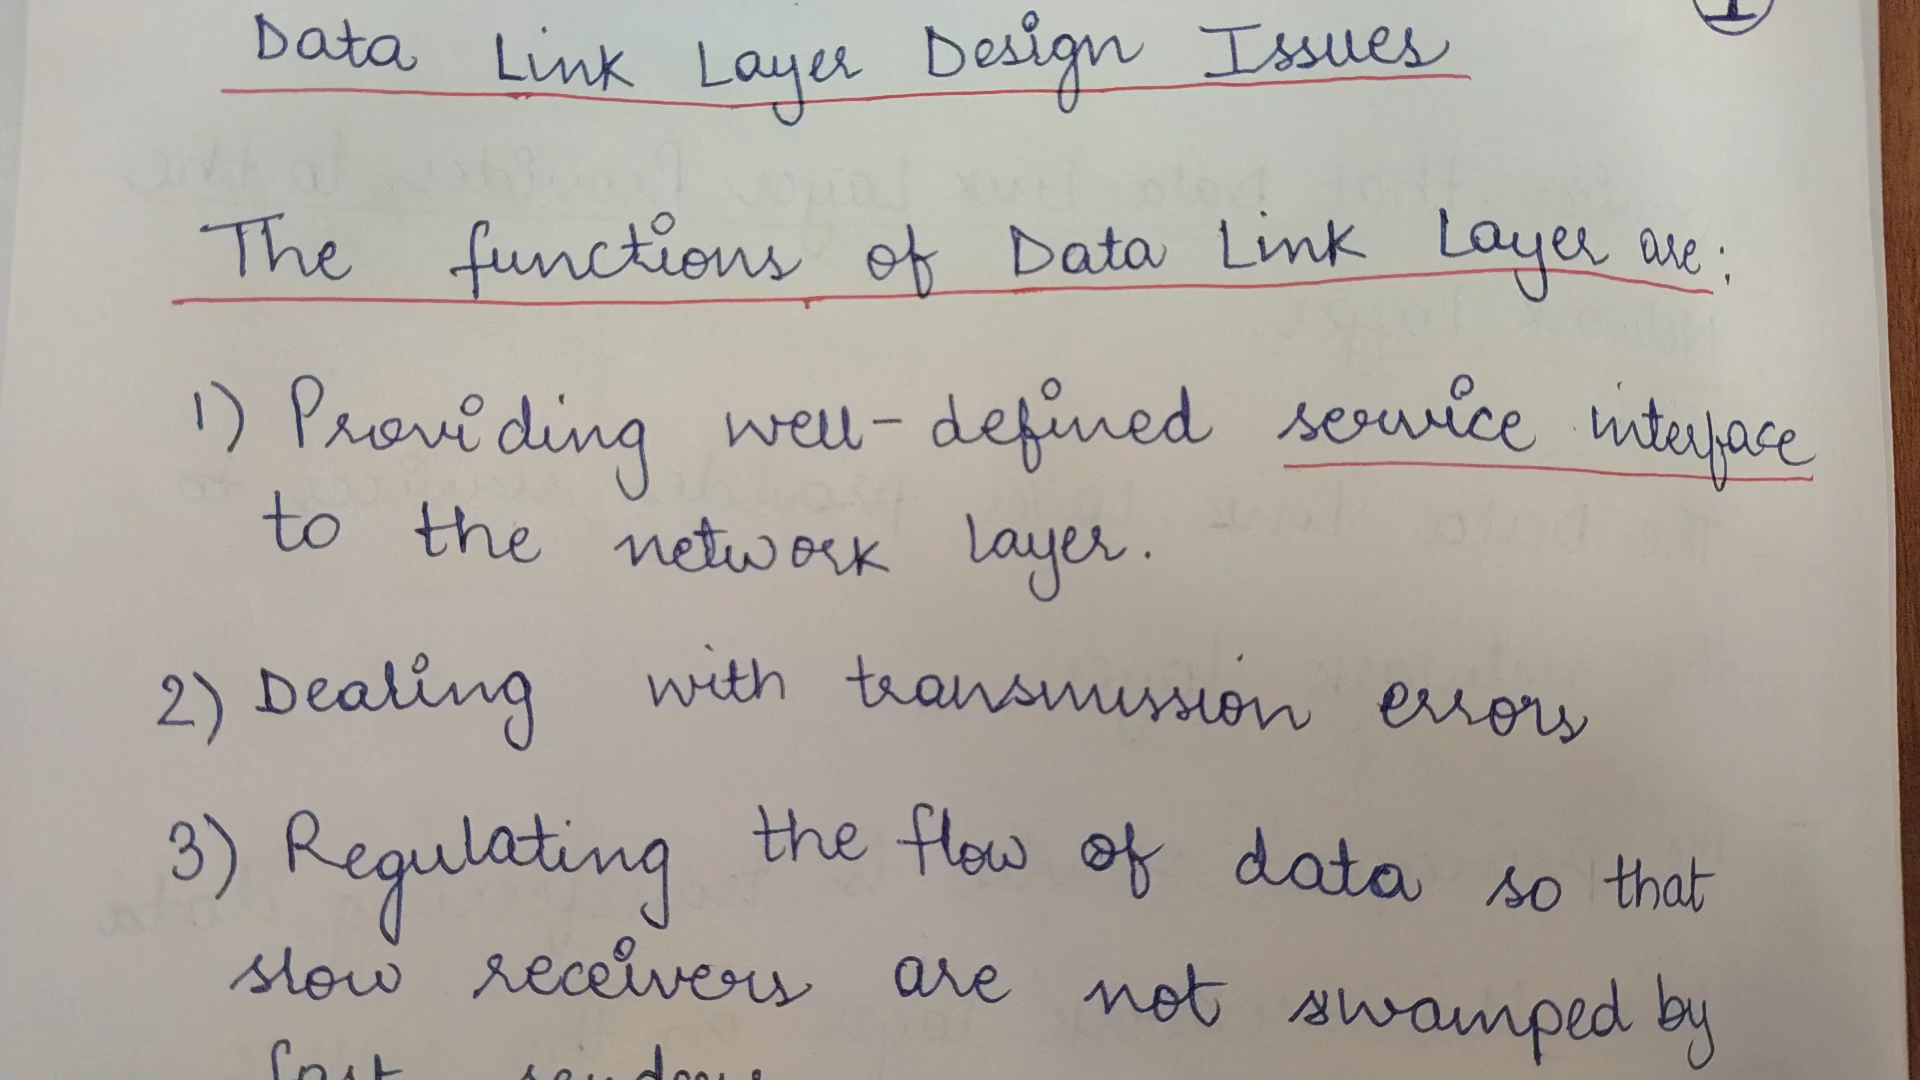 Data Link Layer Design Issues
The functions of Data Link Layer are:
1) Providing well-defined service interface
to the network layer.
2) Dealing with transmission errors
3) Regulating the flow of data so that
slow receivers are not swamped by
fast senders